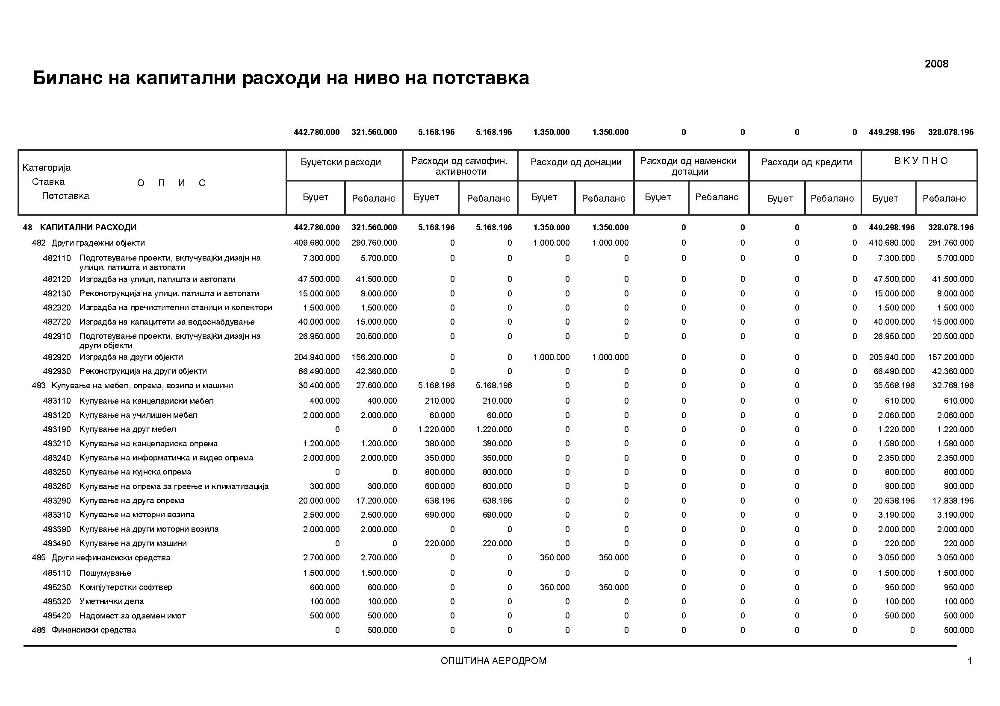 2008
Биланс на капитални расходи на ниво на потставка
442.780.000 321.560.000 5.168.196 5.168.196 1.350.000 1.350.000 0 0 0 0 449.298.196 328.078.196
Категорија
Ставка О П И С
Потставка
Буџетски расходи Расходи од самофин. активности Расходи од донации Расходи од наменски дотации Расходи од кредити В К У П Н О
Буџет Ребаланс Буџет Ребаланс Буџет Ребаланс Буџет Ребаланс Буџет Ребаланс Буџет Ребаланс
48 КАПИТАЛНИ РАСХОДИ 442.780.000 321.560.000 5.168.196 5.168.196 1.350.000 1.350.000 0 0 0 0 449.298.196 328.078.196
482 Други градежни објекти 409.680.000 290.760.000 0 0 1.000.000 1.000.000 0 0 0 0 410.680.000 291.760.000
482110 Подготвување проекти, вклучувајќи дизајн на 7.300.000 5.700.000 0 0 0 0 0 0 0 0 7.300.000 5.700.000
улици, патишта и автопати
482120 Изградба на улици, патишта и автопати 47.500.000 41.500.000 0 0 0 0 0 0 0 0 47.500.000 41.500.000
482130 Реконструкција на улици, патишта и автопати 15.000.000 8.000.000 0 0 0 0 0 0 0 0 15.000.000 8.000.000
482320 Изградба на пречистителни станици и колектори 1.500.000 1.500.000 0 0 0 0 0 0 0 0 1.500.000 1.500.000
482720 Изградба на капацитети за водоснабдување 40.000.000 15.000.000 0 0 0 0 0 0 0 0 40.000.000 15.000.000
482910 Подготвување проекти, вклучувајќи дизајн на 26.950.000 20.500.000 0 0 0 0 0 0 0 0 26.950.000 20.500.000
други објекти
482920 Изградба на други објекти 204.940.000 156.200.000 0 0 1.000.000 1.000.000 0 0 0 0 205.940.000 157.200.000
482930 Реконструкција на други објекти 66.490.000 42.360.000 0 0 0 0 0 0 0 0 66.490.000 42.360.000
483 Купување на мебел, опрема, возила и машини 30.400.000 27.600.000 5.168.196 5.168.196 0 0 0 0 0 0 35.568.196 32.768.196
483110 Купување на канцелариски мебел 400.000 400.000 210.000 210.000 0 0 0 0 0 0 610.000 610.000
483120 Купување на училишен мебел 2.000.000 2.000.000 60.000 60.000 0 0 0 0 0 0 2.060.000 2.060.000
483190 Купување на друг мебел 0 0 1.220.000 1.220.000 0 0 0 0 0 0 1.220.000 1.220.000
483210 Купување на канцелариска опрема 1.200.000 1.200.000 380.000 380.000 0 0 0 0 0 0 1.580.000 1.580.000
483240 Купување на информатичка и видео опрема 2.000.000 2.000.000 350.000 350.000 0 0 0 0 0 0 2.350.000 2.350.000
483250 Купување на кујнска опрема 0 0 800.000 800.000 0 0 0 0 0 0 800.000 800.000
483260 Купување на опрема за греење и климатизација 300.000 300.000 600.000 600.000 0 0 0 0 0 0 900.000 900.000
483290 Купување на друга опрема 20.000.000 17.200.000 638.196 638.196 0 0 0 0 0 0 20.638.196 17.838.196
483310 Купување на моторни возила 2.500.000 2.500.000 690.000 690.000 0 0 0 0 0 0 3.190.000 3.190.000
483390 Купување на други моторни возила 2.000.000 2.000.000 0 0 0 0 0 0 0 0 2.000.000 2.000.000
483490 Купување на други машини 0 0 220.000 220.000 0 0 0 0 0 0 220.000 220.000
485 Други нефинансиски средства 2.700.000 2.700.000 0 0 350.000 350.000 0 0 0 0 3.050.000 3.050.000
485110 Пошумување 1.500.000 1.500.000 0 0 0 0 0 0 0 0 1.500.000 1.500.000
485230 Компјутерстки софтвер 600.000 600.000 0 0 350.000 350.000 0 0 0 0 950.000 950.000
485320 Уметнички дела 100.000 100.000 0 0 0 0 0 0 0 0 100.000 100.000
485420 Надомест за одземен имот 500.000 500.000 0 0 0 0 0 0 0 0 500.000 500.000
486 Финансиски средства 0 500.000 0 0 0 0 0 0 0 0 0 500.000
ОПШТИНА АЕРОДРОМ 1